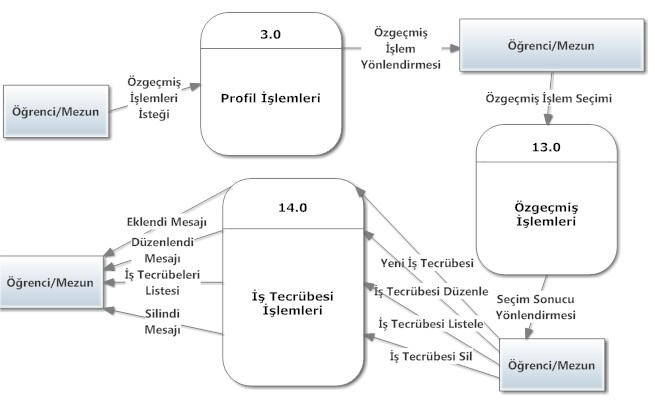 3.0
Profil İşlemleri
Öğrenci/Mezun
Özgeçmiş
İşlemleri
İsteği
Özgeçmiş
İşlem
Yönlendirmesi
Öğrenci/Mezun
Özgeçmiş İşlem Seçimi
13.0
Özgeçmiş
İşlemleri
Seçim Sonucu
Yönlendirmesi
Öğrenci/Mezun
Yeni İş Tecrübesi
İş Tecrübesi Düzenle
İş Tecrübesi Listele
İş Tecrübesi Sil
14.0
İş Tecrübesi
İşlemleri
Eklendi Mesajı
Düzenlendi
Mesajı
İş Tecrübeleri
Listesi
Silindi
Mesajı
Öğrenci/Mezun